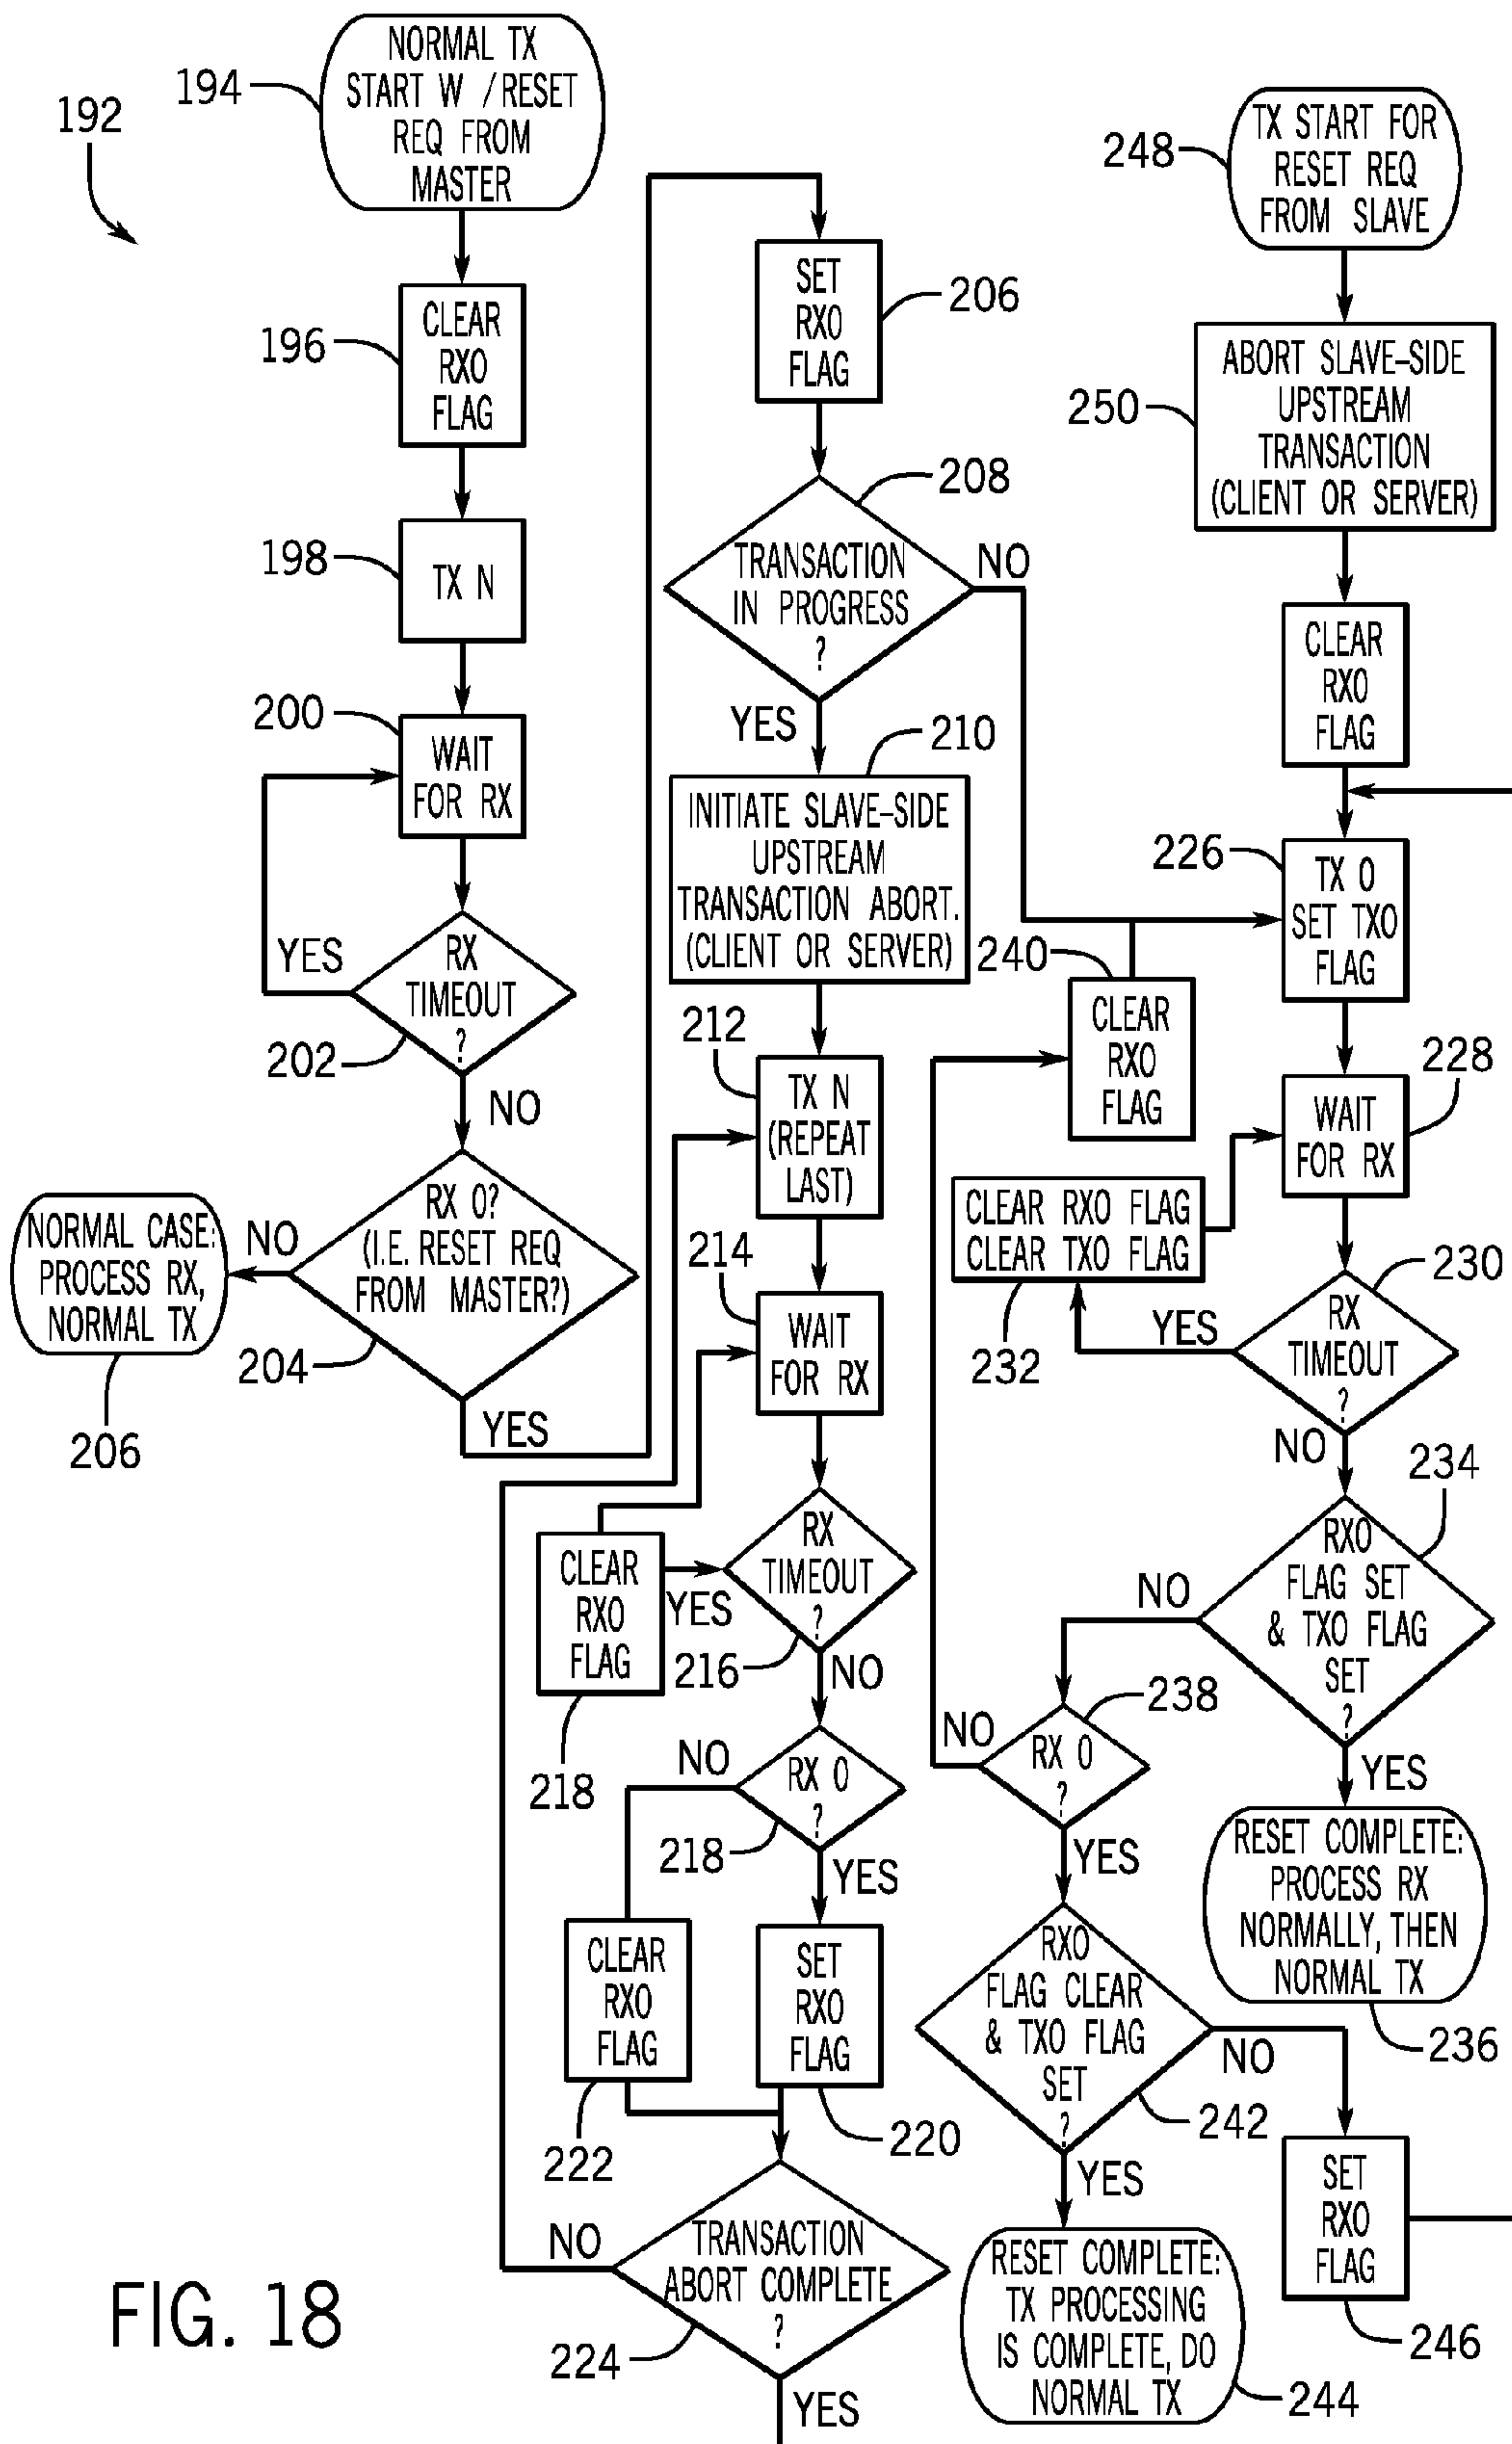 192
194
NORMAL TX
START W /RESET
REQ FROM
MASTER
196
CLEAR
RXO
FLAG
198
TX N
200
WAIT
FOR RX
YES
RX
TIMEOUT
?
202
NO
RX 0?
(I.E. RESET REQ
FROM MASTER?)
204
NO
NORMAL CASE:
PROCESS RX,
NORMAL TX
206
YES
SET
RXO
FLAG
206
208
TRANSACTION
IN PROGRESS
?
NO
YES
210
INITIATE SLAVE-SIDE
UPSTREAM
TRANSACTION ABORT.
(CLIENT OR SERVER)
212
TX N
(REPEAT
LAST)
214
WAIT
FOR RX
RX
TIMEOUT
?
216
YES
CLEAR
RXO
FLAG
218
NO
RX 0
?
218
NO
YES
CLEAR
RXO
FLAG
222
SET
RXO
FLAG
220
TRANSACTION
ABORT COMPLETE
?
224
NO
YES
248
TX START FOR
RESET REQ
FROM SLAVE
250
ABORT SLAVE-SIDE
UPSTREAM
TRANSACTION
(CLIENT OR SERVER)
CLEAR
RXO
FLAG
226
TX 0
SET TXO
FLAG
240
CLEAR
RXO
FLAG
228
WAIT
FOR RX
CLEAR RXO FLAG
CLEAR TXO FLAG
232
YES
230
RX
TIMEOUT
?
NO
234
RXO
FLAG SET
& TXO FLAG
SET
?
NO
YES
RESET COMPLETE:
PROCESS RX
NORMALLY, THEN
NORMAL TX
236
238
RX 0
?
NO
YES
RXO
FLAG CLEAR
& TXO FLAG
SET
?
242
NO
YES
SET
RXO
FLAG
246
RESET COMPLETE:
TX PROCESSING
IS COMPLETE, DO
NORMAL TX
244
FIG. 18